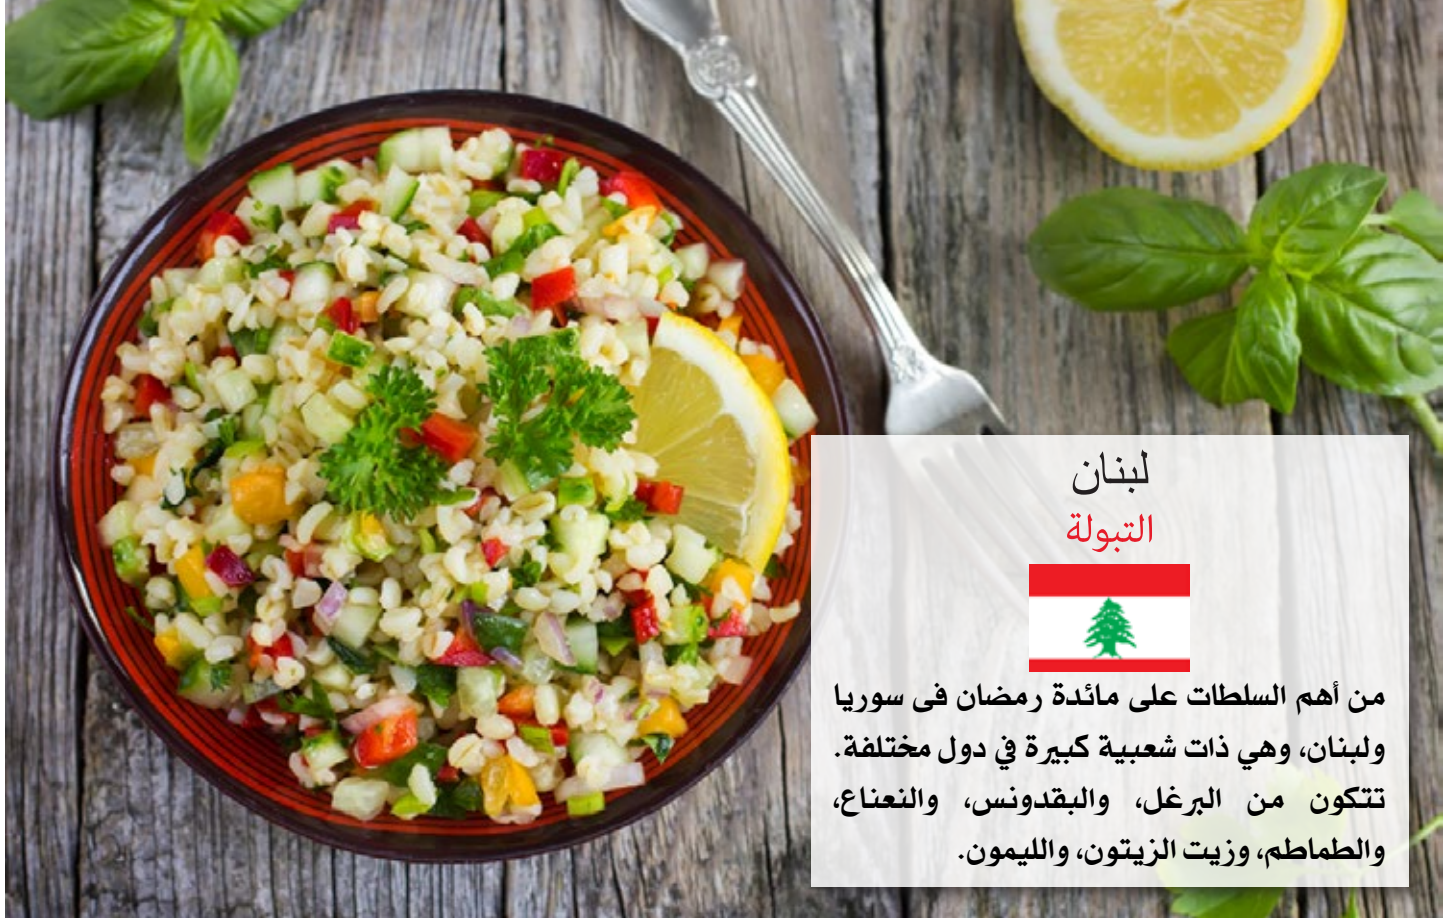 لبنان
التبولة
من أهم السلطات على مائدة رمضان فى سوريا
ولبنان، وهي ذات شعبية كبيرة في دول مختلفة.
تتكون من البرغل، والبقدونس، والنعناع،
والطماطم، وزيت الزيتون، والليمون.